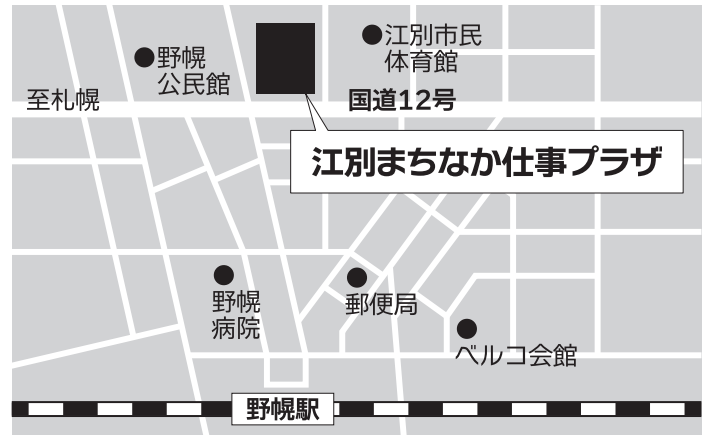 野幌
公民館
江別市民
体育館
至札幌
国道12号
江別まちなか仕事プラザ
野幌
病院
郵便局
ベルコ会館
野幌駅